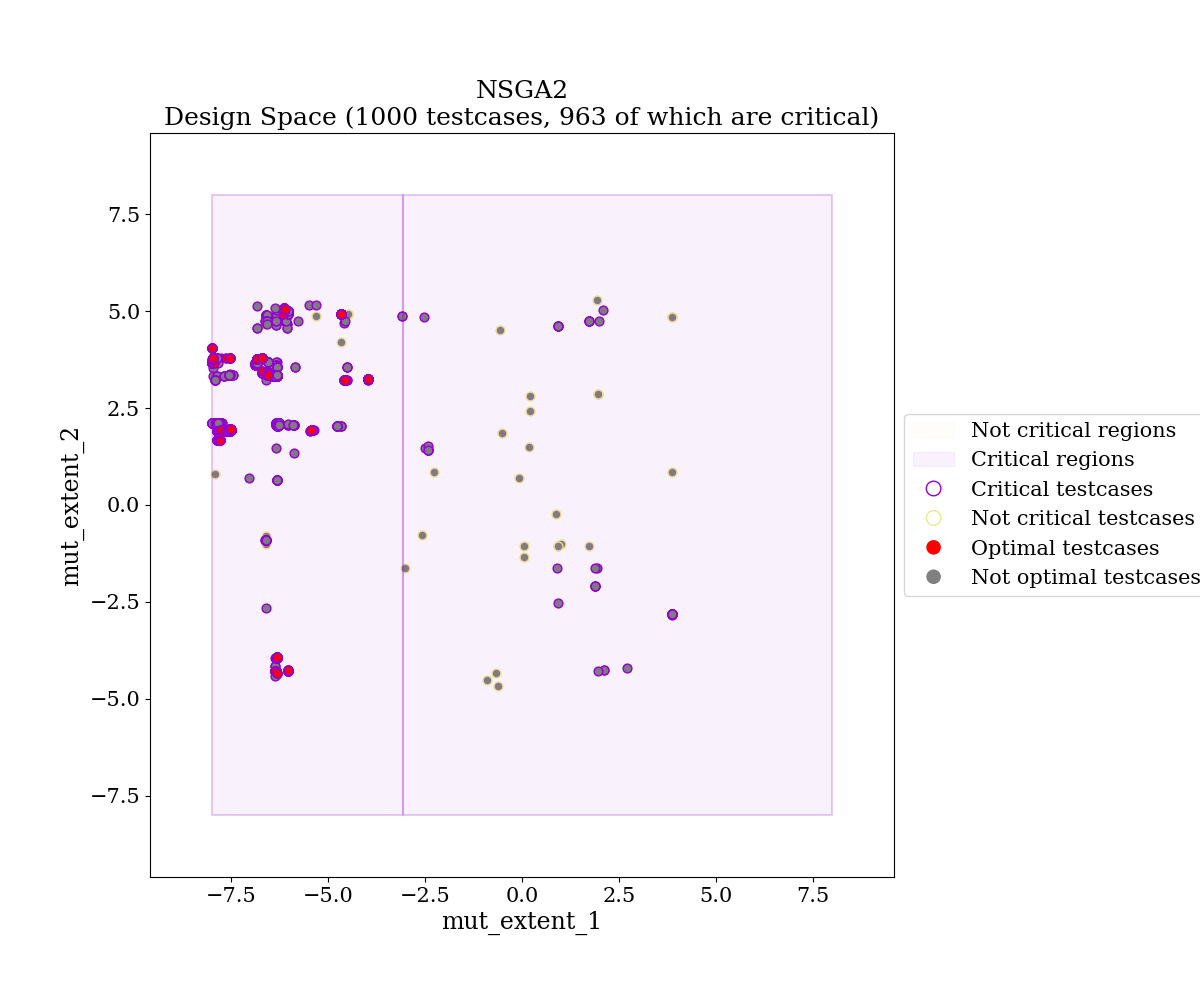 NSGA2
Design Space (1000 testcases, 963 of which are critical)
7.5
5.0
2.5
0.0
−2.5
−5.0
−7.5
mut_extent_2
−7.5 −5.0 −2.5 0.0 2.5 5.0 7.5
mut_extent_1
Not critical regions
Critical regions
Critical testcases
Not critical testcases
Optimal testcases
Not optimal testcases